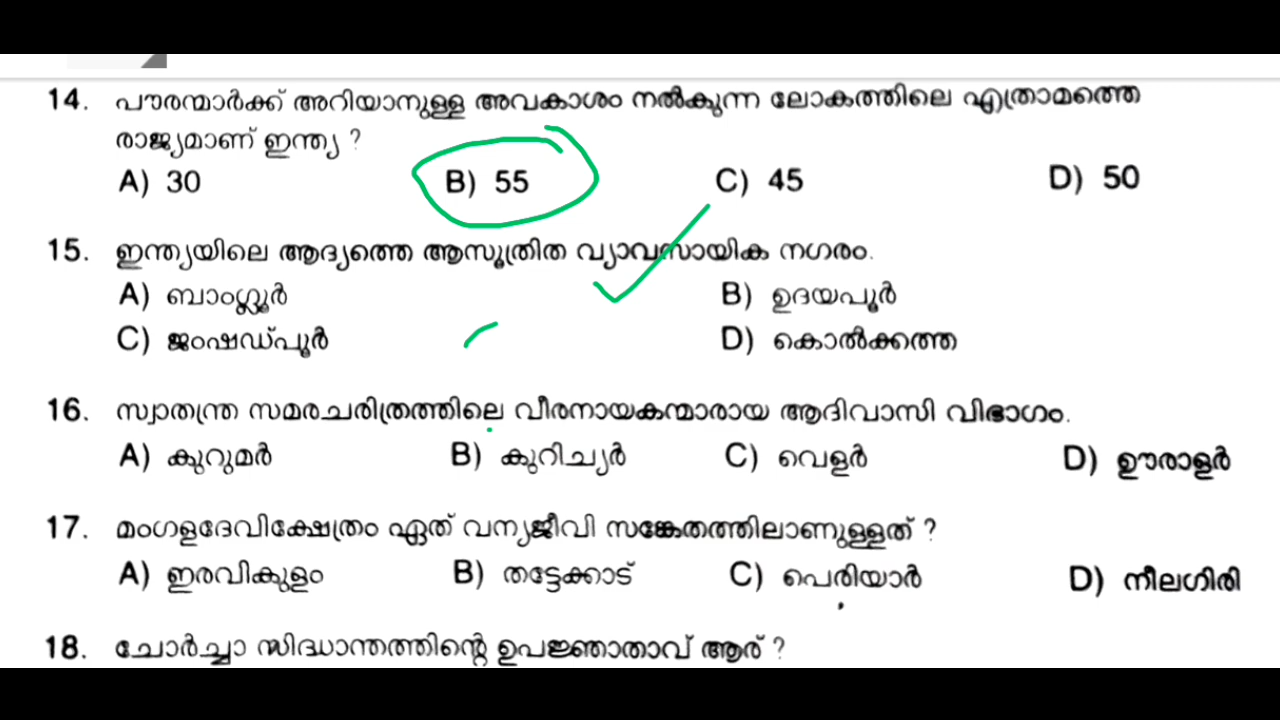 14. പൗരന്മാർക്ക് അറിയാനുള്ള അവകാശം നൽകുന്ന ലോകത്തിലെ എത്രാമത്തെ
രാജ്യമാണ് ഇന്ത്യ ?
A) 30 B) 55 C) 45 D) 50
15. ഇന്ത്യയിലെ ആദ്യത്തെ ആസൂത്രിത വ്യാവസായിക നഗരം.
A) ബാംഗ്ലൂർ B) ഉദയപൂർ
C) ജംഷഡ്പൂർ D) കൊൽക്കത്ത
16. സ്വാതന്ത്ര സമരചരിത്രത്തിലെ വീരനായകന്മാരായ ആദിവാസി വിഭാഗം.
A) കുറുമർ B) കുറിച്യർ C) വെളർ D) ഊരാളർ
17. മംഗളദേവിക്ഷേത്രം ഏത് വന്യജീവി സങ്കേതത്തിലാണുള്ളത് ?
A) ഇരവികുളം B) തട്ടേക്കാട് C) പെരിയാർ D) നീലഗിരി
18. ചോർച്ചാ സിദ്ധാന്തത്തിന്റെ ഉപജ്ഞാതാവ് ആര് ?